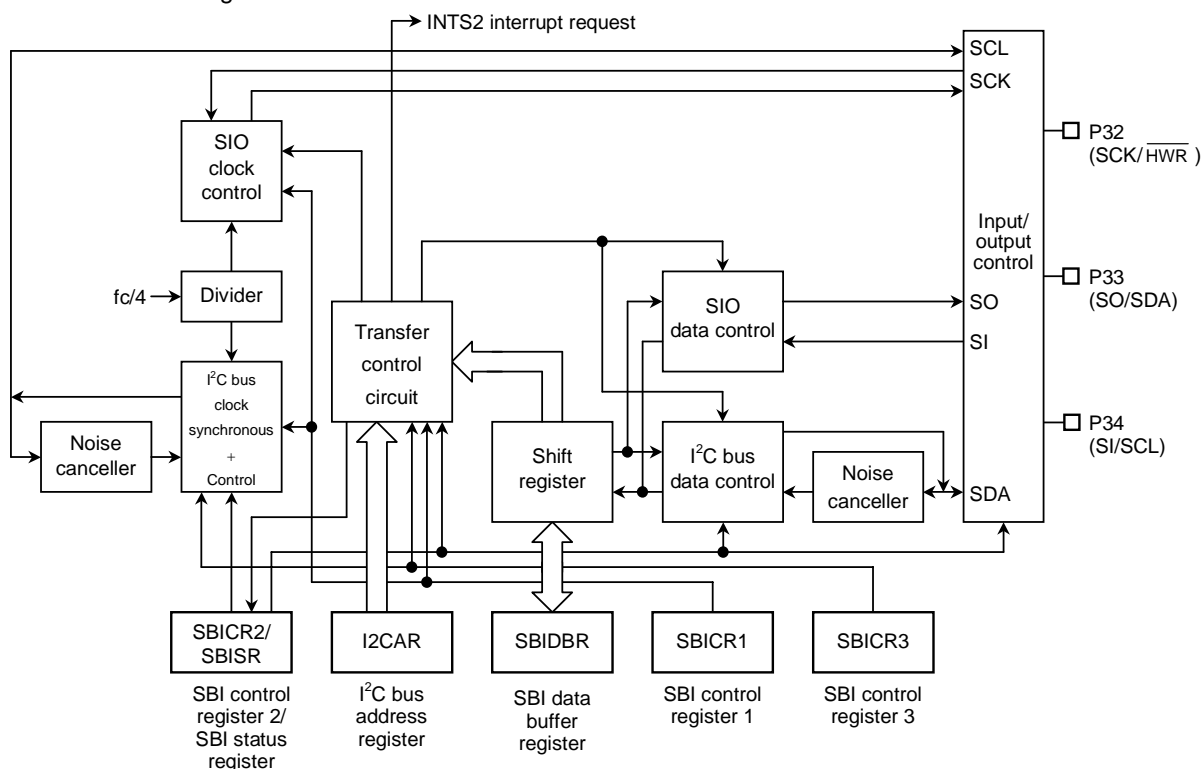 INTS2 interrupt request
SCL
SCK
SIO
clock
control
P32
(SCK/HWR )
Input/
output
control
fc/4
Divider
SIO
data control
SO
P33
(SO/SDA)
SI
Transfer
control
circuit
I²C bus
clock
synchronous
+
Control
Noise
canceller
Shift
register
I²C bus
data control
Noise
canceller
P34
(SI/SCL)
SDA
SBICR2/
SBISR
I2CAR
SBIDBR
SBICR1
SBICR3
SBI control
register 2/
SBI status
register
I²C bus
address
register
SBI data
buffer
register
SBI control
register 1
SBI control
register 3